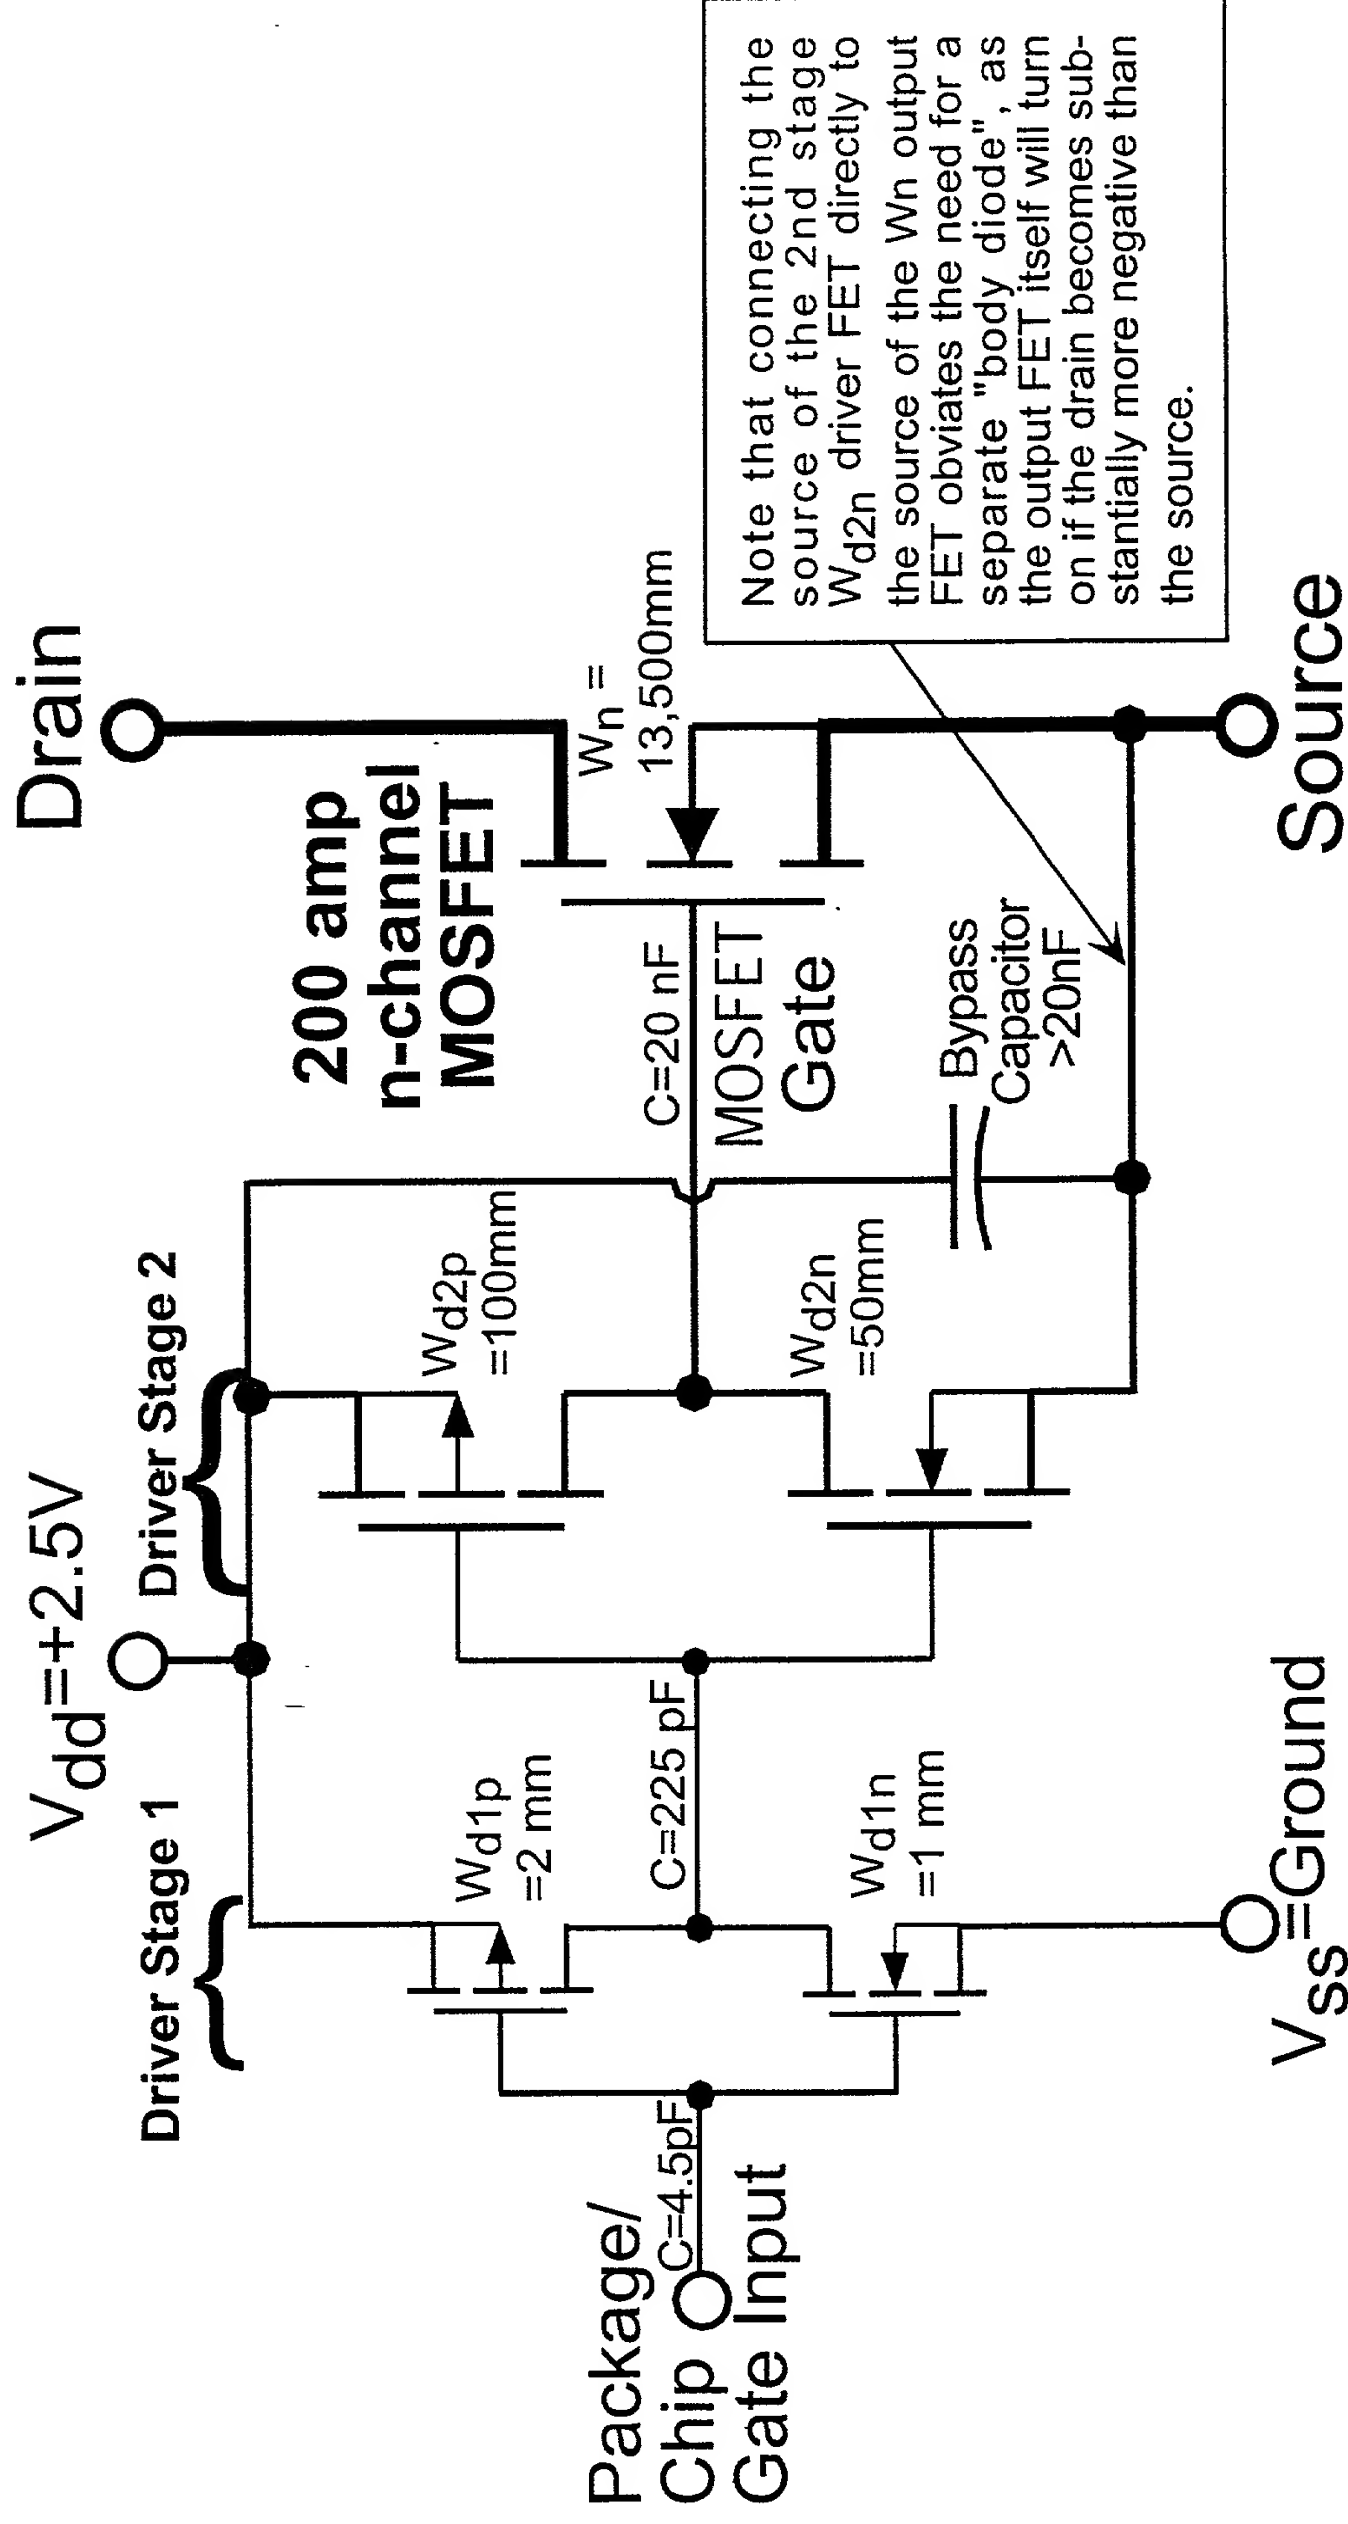 Drain
200 amp
n-channel
MOSFET
Wn =
13,500mm
C=20 nF
MOSFET
Gate
Vdd=+2.5V
Driver Stage 2
Wd2p
=100mm
Wd2n
=50mm
Bypass
Capacitor
>20nF
Driver Stage 1
Wd1p
=2 mm
C=225 pF
Wd1n
=1 mm
C=4.5pF
Package/
Chip
Gate Input
Vss=Ground
Source
Note that connecting the
source of the 2nd stage
Wd2n driver FET directly to
the source of the Wn output
FET obviates the need for a
separate "body diode", as
the output FET itself will turn
on if the drain becomes sub-
stantially more negative than
the source.